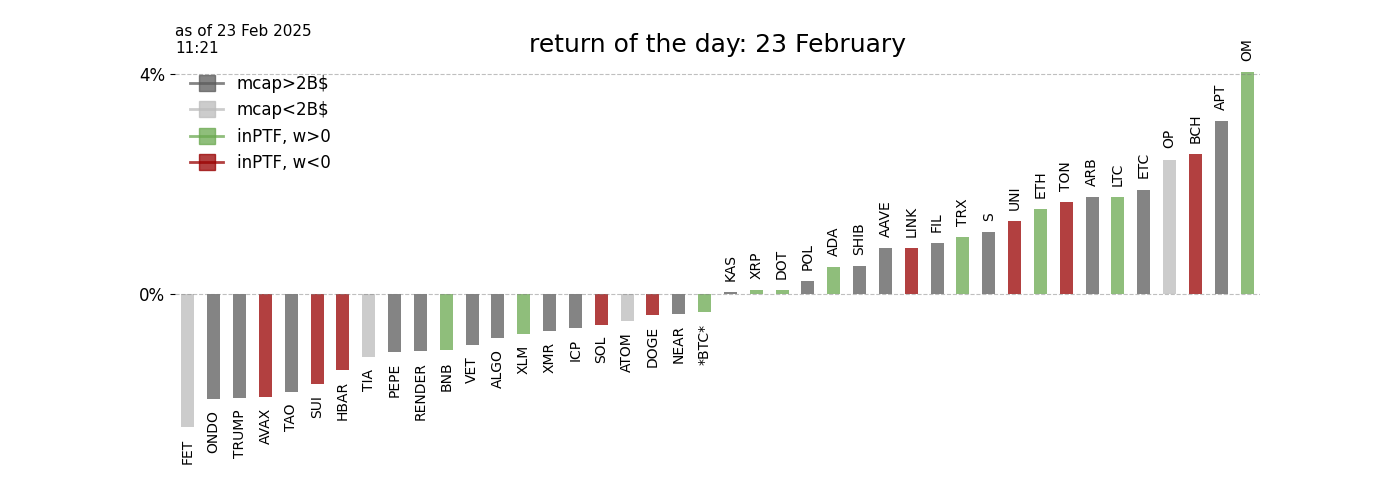 as of 23 Feb 2025
11:21
return of the day: 23 February
4%
0%
mcap>2B$
mcap<2B$
inPTF, w>0
inPTF, w<0
FET
ONDO
TRUMP
AVAX
TAO
SUI
HBAR
TIA
PEPE
RENDER
BNB
VET
ALGO
XLM
XMR
ICP
SOL
ATOM
DOGE
NEAR
*BTC*
KAS
XRP
DOT
POL
ADA
SHIB
AAVE
LINK
FIL
TRX
S
UNI
ETH
TON
ARB
LTC
ETC
OP
BCH
APT
OM